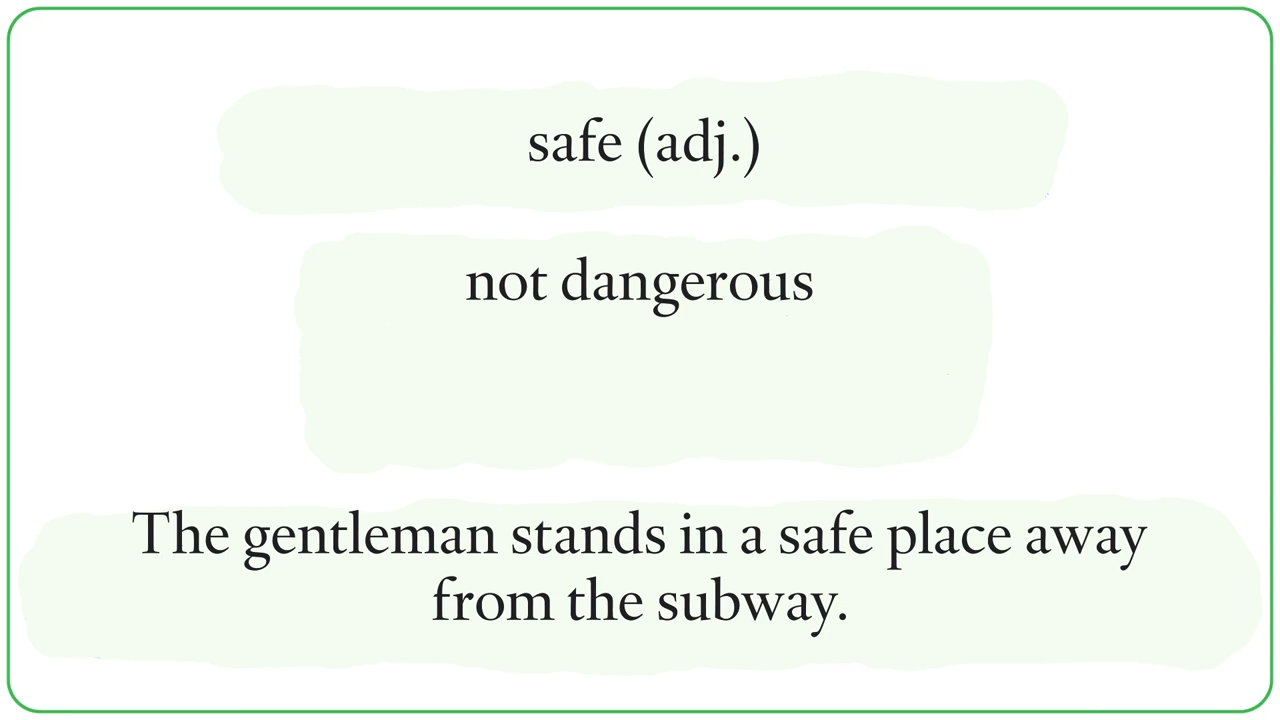 safe (adj.)
not dangerous
The gentleman stands in a safe place away
from the subway.